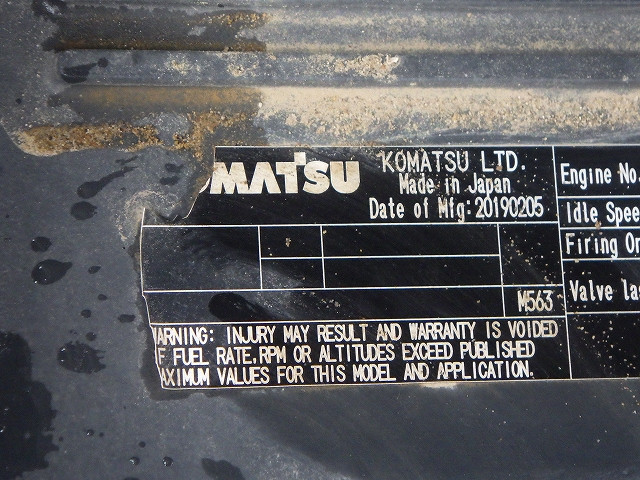 OMATSU
KOMATSU LTD.
Made in Japan
Date of Mfg:20190205
M563
ARNING: INJURY MAY RESULT AND WARRANTY IS VOIDED
F FUEL RATE,RPM OR ALTITUDES EXCEED PUBLISHED
AXIMUM VALUES FOR THIS MODEL AND APPLICATION.
Engine No.
Idle Spee
Firing Or
Valve las